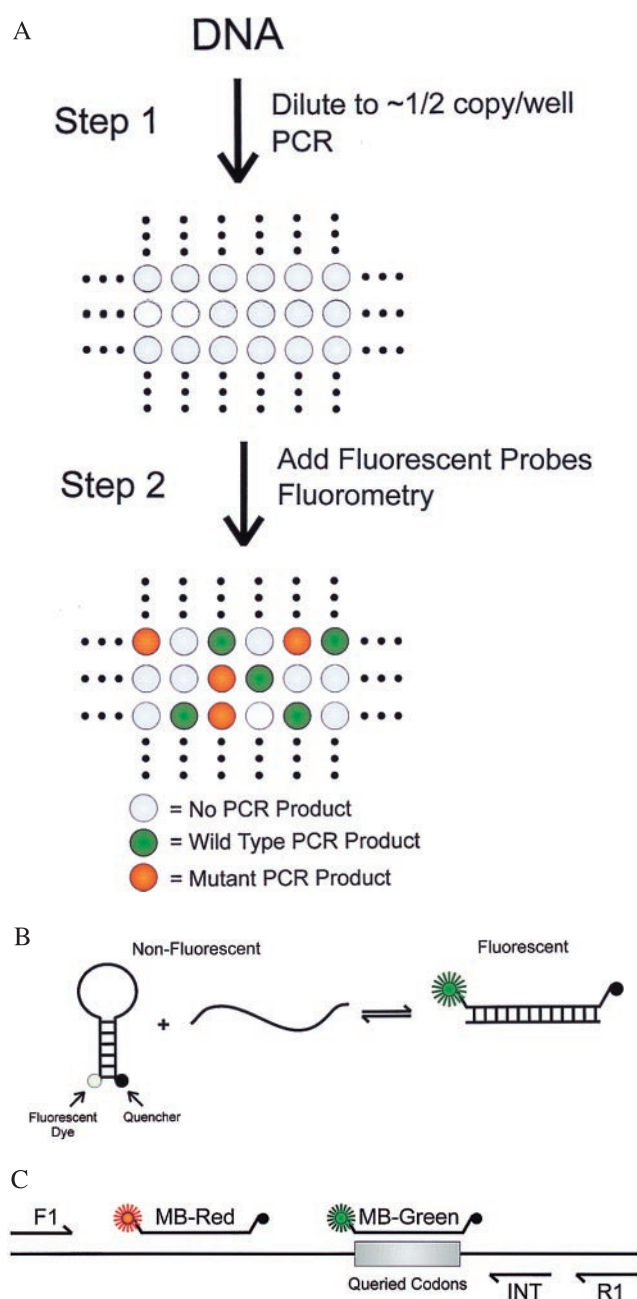 A
DNA
Step 1
Dilute to ~1/2 copy/well
PCR
Step 2
Add Fluorescent Probes
Fluorometry
= No PCR Product
= Wild Type PCR Product
= Mutant PCR Product
B
Non-Fluorescent
Fluorescent
+
Fluorescent
Dye
Quencher
C
F1
MB-Red
MB-Green
Queried Codons
INT
R1